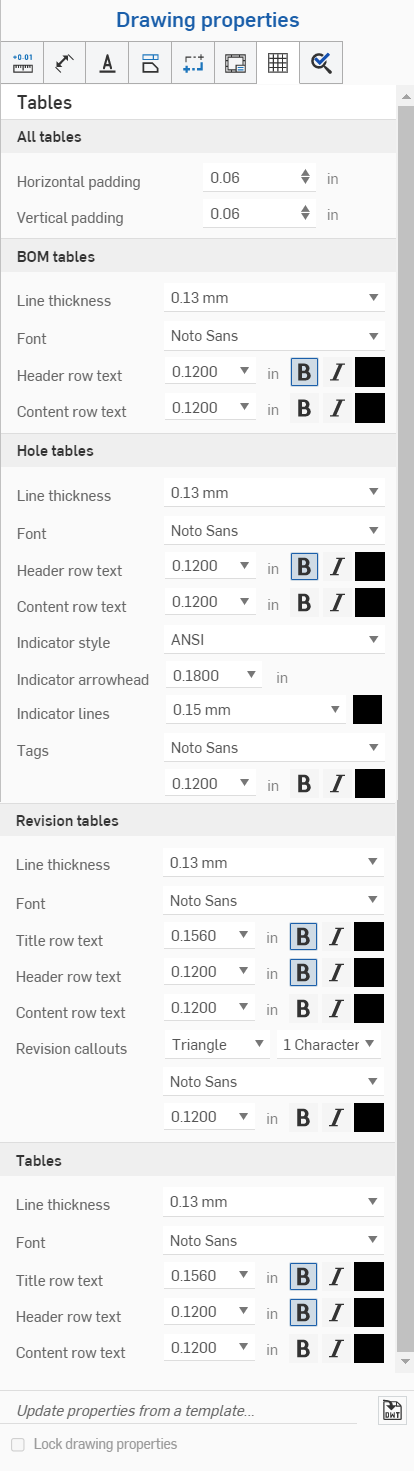 Drawing properties
+0.01
A
Tables
All tables
Horizontal padding 0.06 in
Vertical padding 0.06 in
BOM tables
Line thickness 0.13 mm
Font Noto Sans
Header row text 0.1200 in B I
Content row text 0.1200 in B I
Hole tables
Line thickness 0.13 mm
Font Noto Sans
Header row text 0.1200 in B I
Content row text 0.1200 in B I
Indicator style ANSI
Indicator arrowhead 0.1800 in
Indicator lines 0.15 mm
Tags Noto Sans
0.1200 in B I
Revision tables
Line thickness 0.13 mm
Font Noto Sans
Title row text 0.1560 in B I
Header row text 0.1200 in B I
Content row text 0.1200 in B I
Revision callouts Triangle 1 Character
Noto Sans
0.1200 in B I
Tables
Line thickness 0.13 mm
Font Noto Sans
Title row text 0.1560 in B I
Header row text 0.1200 in B I
Content row text 0.1200 in B I
Update properties from a template... DWT
Lock drawing properties